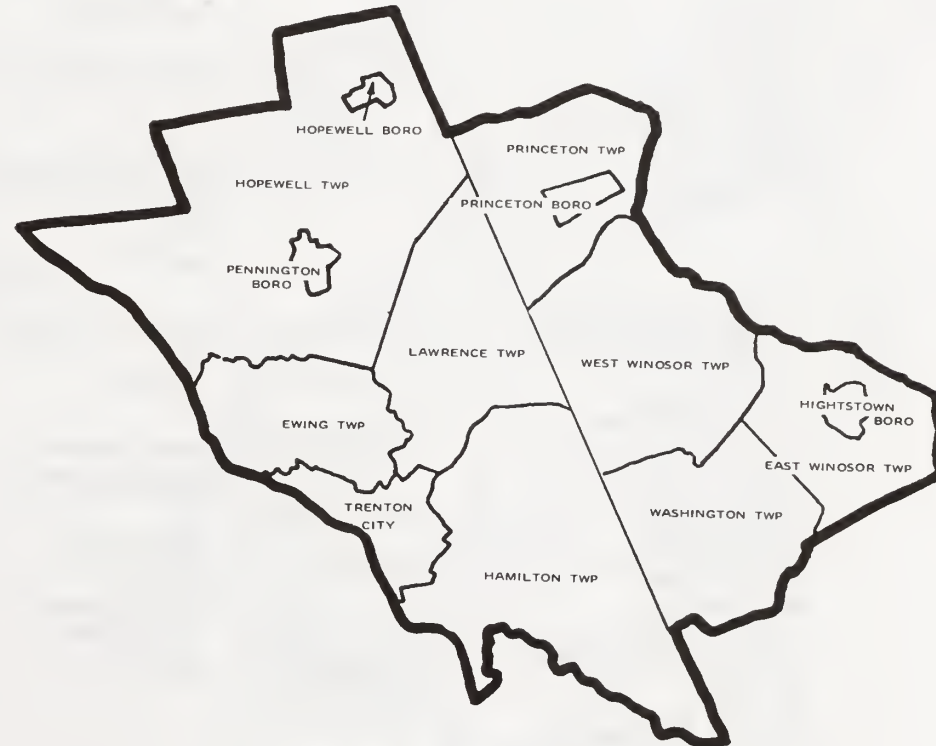 HOPEWELL BORO
PRINCETON TWP
HOPEWELL TWP
PRINCETON BORO
PENNINGTON
BORO
LAWRENCE TWP
WEST WINOSOR TWP
HIGHTSTOWN
BORO
EWING TWP
EAST WINOSOR TWP
TRENTON
CITY
WASHINGTON TWP
HAMILTON TWP